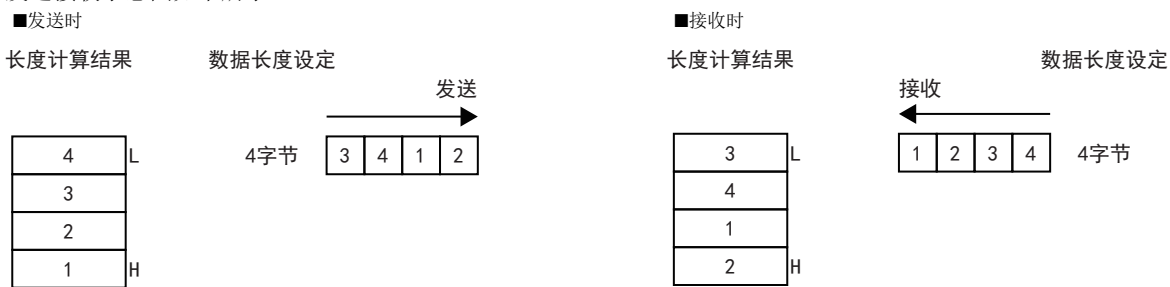 ■发送时
长度计算结果 数据长度设定
发送
4 L 4字节 3 4 1 2
3
2
1 H
■接收时
长度计算结果 数据长度设定
接收
3 L 1 2 3 4 4字节
4
1
2 H